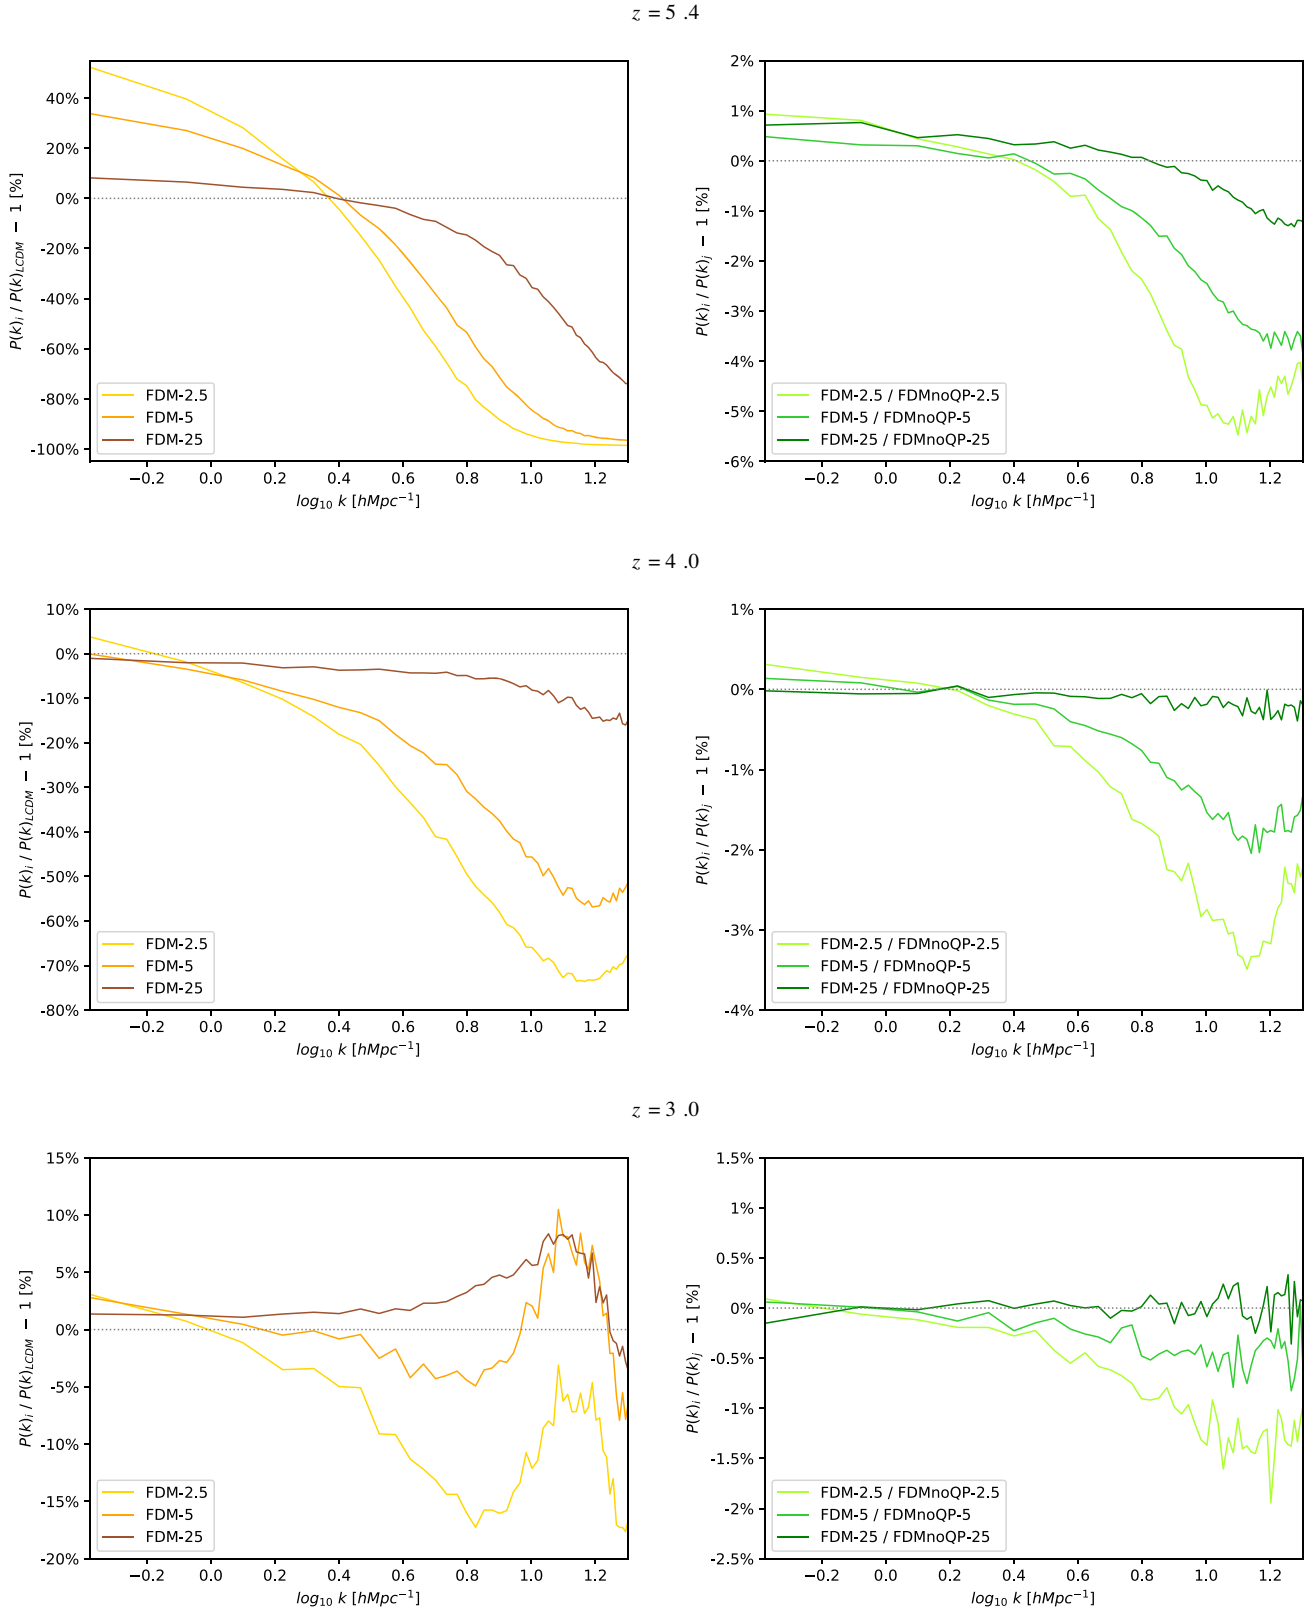 z = 5 .4
40%
20%
0%
-20%
-40%
-60%
-80%
-100%
P(k)i / P(k)LCDM − 1 [%]
FDM-2.5
FDM-5
FDM-25
−0.2 0.0 0.2 0.4 0.6 0.8 1.0 1.2
log10 k [hMpc−1]
2%
1%
0%
-1%
-2%
-3%
-4%
-5%
-6%
P(k)i / P(k)j − 1 [%]
FDM-2.5 / FDMnoQP-2.5
FDM-5 / FDMnoQP-5
FDM-25 / FDMnoQP-25
−0.2 0.0 0.2 0.4 0.6 0.8 1.0 1.2
log10 k [hMpc−1]
z = 4 .0
10%
0%
-10%
-20%
-30%
-40%
-50%
-60%
-70%
-80%
P(k)i / P(k)LCDM − 1 [%]
FDM-2.5
FDM-5
FDM-25
−0.2 0.0 0.2 0.4 0.6 0.8 1.0 1.2
log10 k [hMpc−1]
1%
0%
-1%
-2%
-3%
-4%
P(k)i / P(k)j − 1 [%]
FDM-2.5 / FDMnoQP-2.5
FDM-5 / FDMnoQP-5
FDM-25 / FDMnoQP-25
−0.2 0.0 0.2 0.4 0.6 0.8 1.0 1.2
log10 k [hMpc−1]
z = 3 .0
15%
10%
5%
0%
-5%
-10%
-15%
-20%
P(k)i / P(k)LCDM − 1 [%]
FDM-2.5
FDM-5
FDM-25
−0.2 0.0 0.2 0.4 0.6 0.8 1.0 1.2
log10 k [hMpc−1]
1.5%
1%
0.5%
0%
-0.5%
-1%
-1.5%
-2%
-2.5%
P(k)i / P(k)j − 1 [%]
FDM-2.5 / FDMnoQP-2.5
FDM-5 / FDMnoQP-5
FDM-25 / FDMnoQP-25
−0.2 0.0 0.2 0.4 0.6 0.8 1.0 1.2
log10 k [hMpc−1]